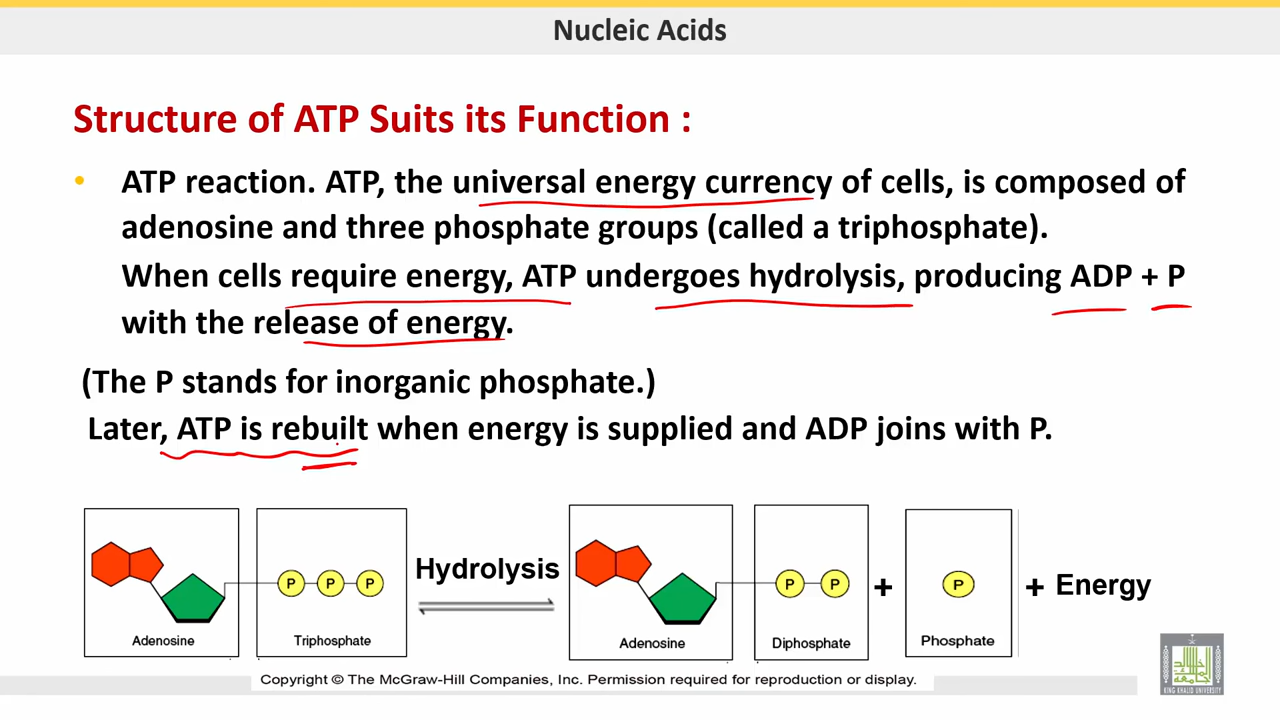 Nucleic Acids
Structure of ATP Suits its Function :
• ATP reaction. ATP, the universal energy currency of cells, is composed of
adenosine and three phosphate groups (called a triphosphate).
When cells require energy, ATP undergoes hydrolysis, producing ADP + P
with the release of energy.
(The P stands for inorganic phosphate.)
Later, ATP is rebuilt when energy is supplied and ADP joins with P.
P P P Hydrolysis P P + P + Energy
Adenosine Triphosphate Adenosine Diphosphate Phosphate
Copyright © The McGraw-Hill Companies, Inc. Permission required for reproduction or display.
KING KHALID UNIVERSITY